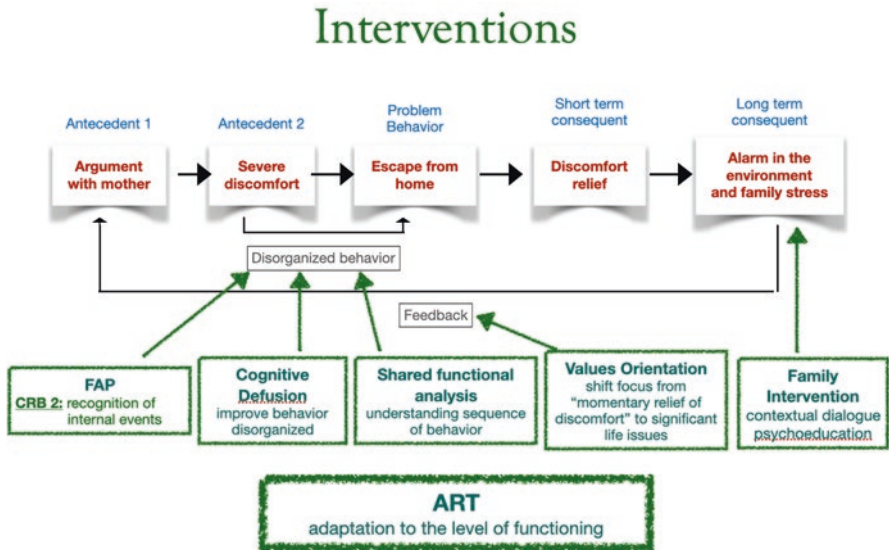 Interventions
Antecedent 1
Antecedent 2
Problem
Behavior
Short term
consequent
Long term
consequent
Argument
with mother
Severe
discomfort
Escape from
home
Discomfort
relief
Alarm in the
environment
and family stress
Disorganized behavior
Feedback
FAP
CRB 2: recognition of
internal events
Cognitive
Defusion
improve behavior
disorganized
Shared functional
analysis
understanding sequence
of behavior
Values Orientation
shift focus from
“momentary relief of
discomfort” to significant
life issues
Family
Intervention
contextual dialogue
psychoeducation
ART
adaptation to the level of functioning